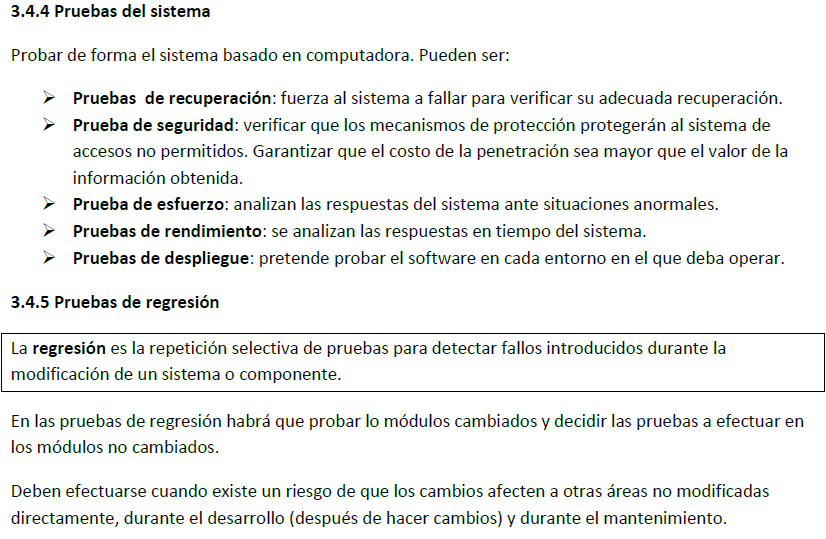 3.4.4 Pruebas del sistema
Probar de forma el sistema basado en computadora. Pueden ser:
➢ Pruebas  de recuperación: fuerza al sistema a fallar para verificar su adecuada recuperación.
➢ Prueba de seguridad: verificar que los mecanismos de protección protegerán al sistema de
accesos no permitidos. Garantizar que el costo de la penetración sea mayor que el valor de la
información obtenida.
➢ Prueba de esfuerzo: analizan las respuestas del sistema ante situaciones anormales.
➢ Pruebas de rendimiento: se analizan las respuestas en tiempo del sistema.
➢ Pruebas de despliegue: pretende probar el software en cada entorno en el que deba operar.
3.4.5 Pruebas de regresión
La regresión es la repetición selectiva de pruebas para detectar fallos introducidos durante la
modificación de un sistema o componente.
En las pruebas de regresión habrá que probar lo módulos cambiados y decidir las pruebas a efectuar en
los módulos no cambiados.
Deben efectuarse cuando existe un riesgo de que los cambios afecten a otras áreas no modificadas
directamente, durante el desarrollo (después de hacer cambios) y durante el mantenimiento.